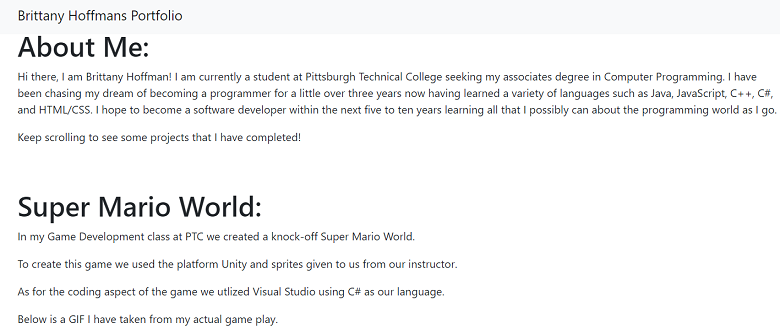 Brittany Hoffmans Portfolio
About Me:
Hi there, I am Brittany Hoffman! I am currently a student at Pittsburgh Technical College seeking my associates degree in Computer Programming. I have
been chasing my dream of becoming a programmer for a little over three years now having learned a variety of languages such as Java, JavaScript, C++, C#,
and HTML/CSS. I hope to become a software developer within the next five to ten years learning all that I possibly can about the programming world as I go.
Keep scrolling to see some projects that I have completed!
Super Mario World:
In my Game Development class at PTC we created a knock-off Super Mario World.
To create this game we used the platform Unity and sprites given to us from our instructor.
As for the coding aspect of the game we utlized Visual Studio using C# as our language.
Below is a GIF I have taken from my actual game play.